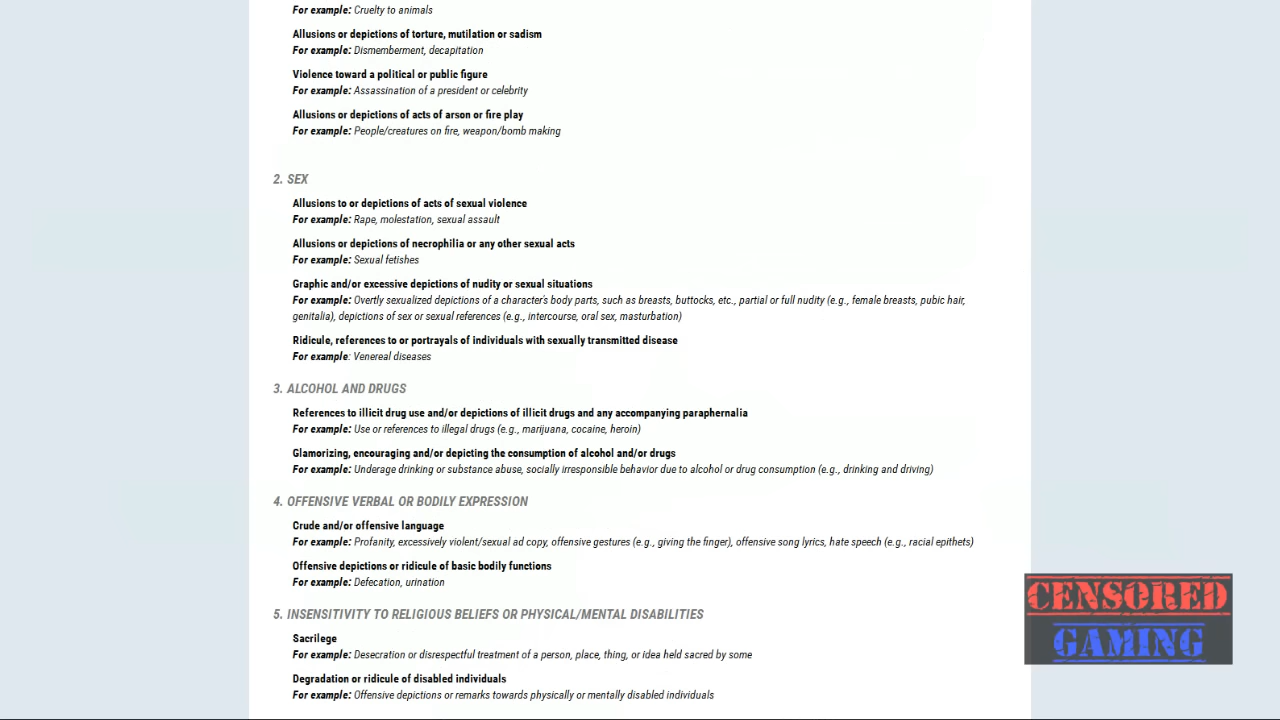 For example: Cruelty to animals
Allusions or depictions of torture, mutilation or sadism
For example: Dismemberment, decapitation
Violence toward a political or public figure
For example: Assassination of a president or celebrity
Allusions or depictions of acts of arson or fire play
For example: People/creatures on fire, weapon/bomb making
2. SEX
Allusions to or depictions of acts of sexual violence
For example: Rape, molestation, sexual assault
Allusions or depictions of necrophilia or any other sexual acts
For example: Sexual fetishes
Graphic and/or excessive depictions of nudity or sexual situations
For example: Overtly sexualized depictions of a character's body parts, such as breasts, buttocks, etc., partial or full nudity (e.g., female breasts, pubic hair,
genitalia), depictions of sex or sexual references (e.g., intercourse, oral sex, masturbation)
Ridicule, references to or portrayals of individuals with sexually transmitted disease
For example: Venereal diseases
3. ALCOHOL AND DRUGS
References to illicit drug use and/or depictions of illicit drugs and any accompanying paraphernalia
For example: Use or references to illegal drugs (e.g., marijuana, cocaine, heroin)
Glamorizing, encouraging and/or depicting the consumption of alcohol and/or drugs
For example: Underage drinking or substance abuse, socially irresponsible behavior due to alcohol or drug consumption (e.g., drinking and driving)
4. OFFENSIVE VERBAL OR BODILY EXPRESSION
Crude and/or offensive language
For example: Profanity, excessively violent/sexual ad copy, offensive gestures (e.g., giving the finger), offensive song lyrics, hate speech (e.g., racial epithets)
Offensive depictions or ridicule of basic bodily functions
For example: Defecation, urination
5. INSENSITIVITY TO RELIGIOUS BELIEFS OR PHYSICAL/MENTAL DISABILITIES
Sacrilege
For example: Desecration or disrespectful treatment of a person, place, thing, or idea held sacred by some
Degradation or ridicule of disabled individuals
For example: Offensive depictions or remarks towards physically or mentally disabled individuals
CENSORED
GAMING